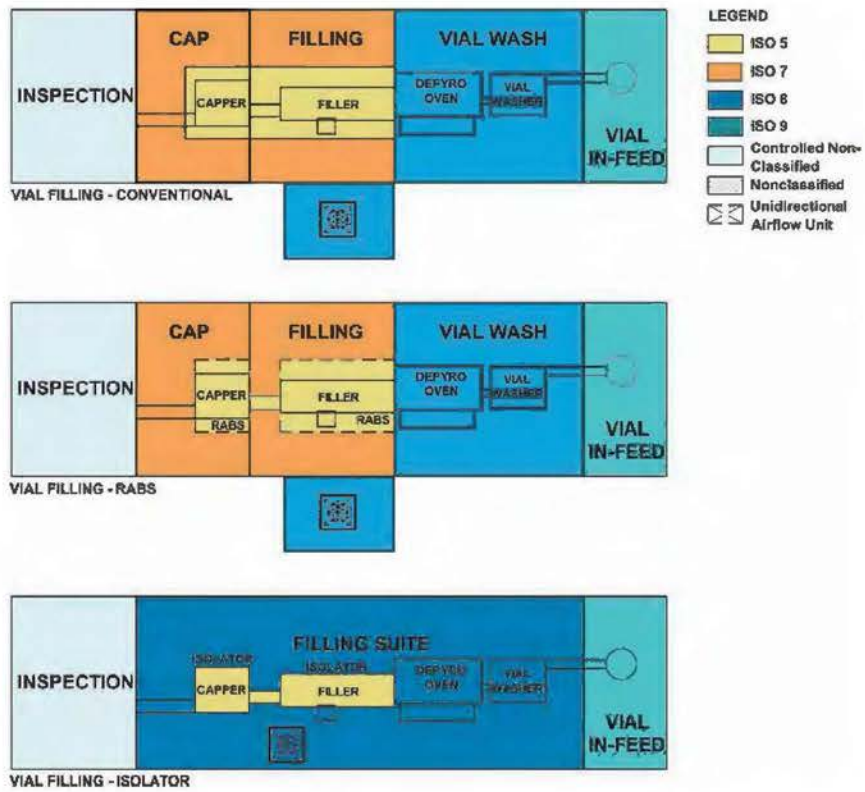 LEGEND
ISO 5
ISO 7
ISO 8
ISO 9
Controlled Non-
Classified
Nonclassified
Unidirectional
Airflow Unit
CAP
FILLING
VIAL WASH
INSPECTION
CAPPER
FILLER
DEPYRO
OVEN
VIAL
WASHER
VIAL
IN-FEED
VIAL FILLING - CONVENTIONAL
CAP
FILLING
VIAL WASH
INSPECTION
CAPPER
FILLER
DEPYRO
OVEN
VIAL
WASHER
RABS
RABS
VIAL
IN-FEED
VIAL FILLING - RABS
FILLING SUITE
ISOLATOR
ISOLATOR
INSPECTION
CAPPER
FILLER
DEPYRO
OVEN
VIAL
WASHER
VIAL
IN-FEED
VIAL FILLING - ISOLATOR